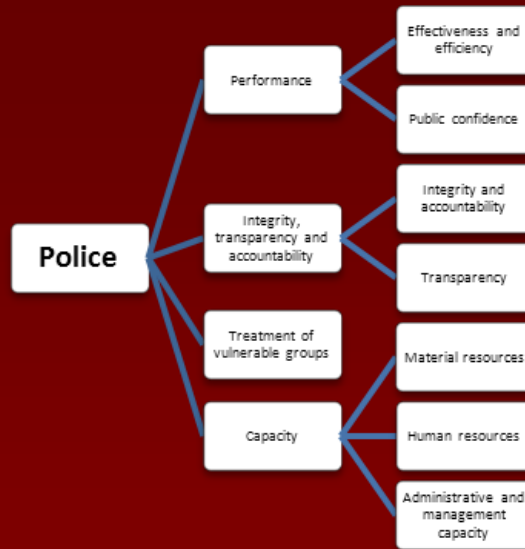 Police
Performance
Effectiveness and
efficiency
Public confidence
Integrity,
transparency and
accountability
Integrity and
accountability
Transparency
Treatment of
vulnerable groups
Capacity
Material resources
Human resources
Administrative and
management
capacity